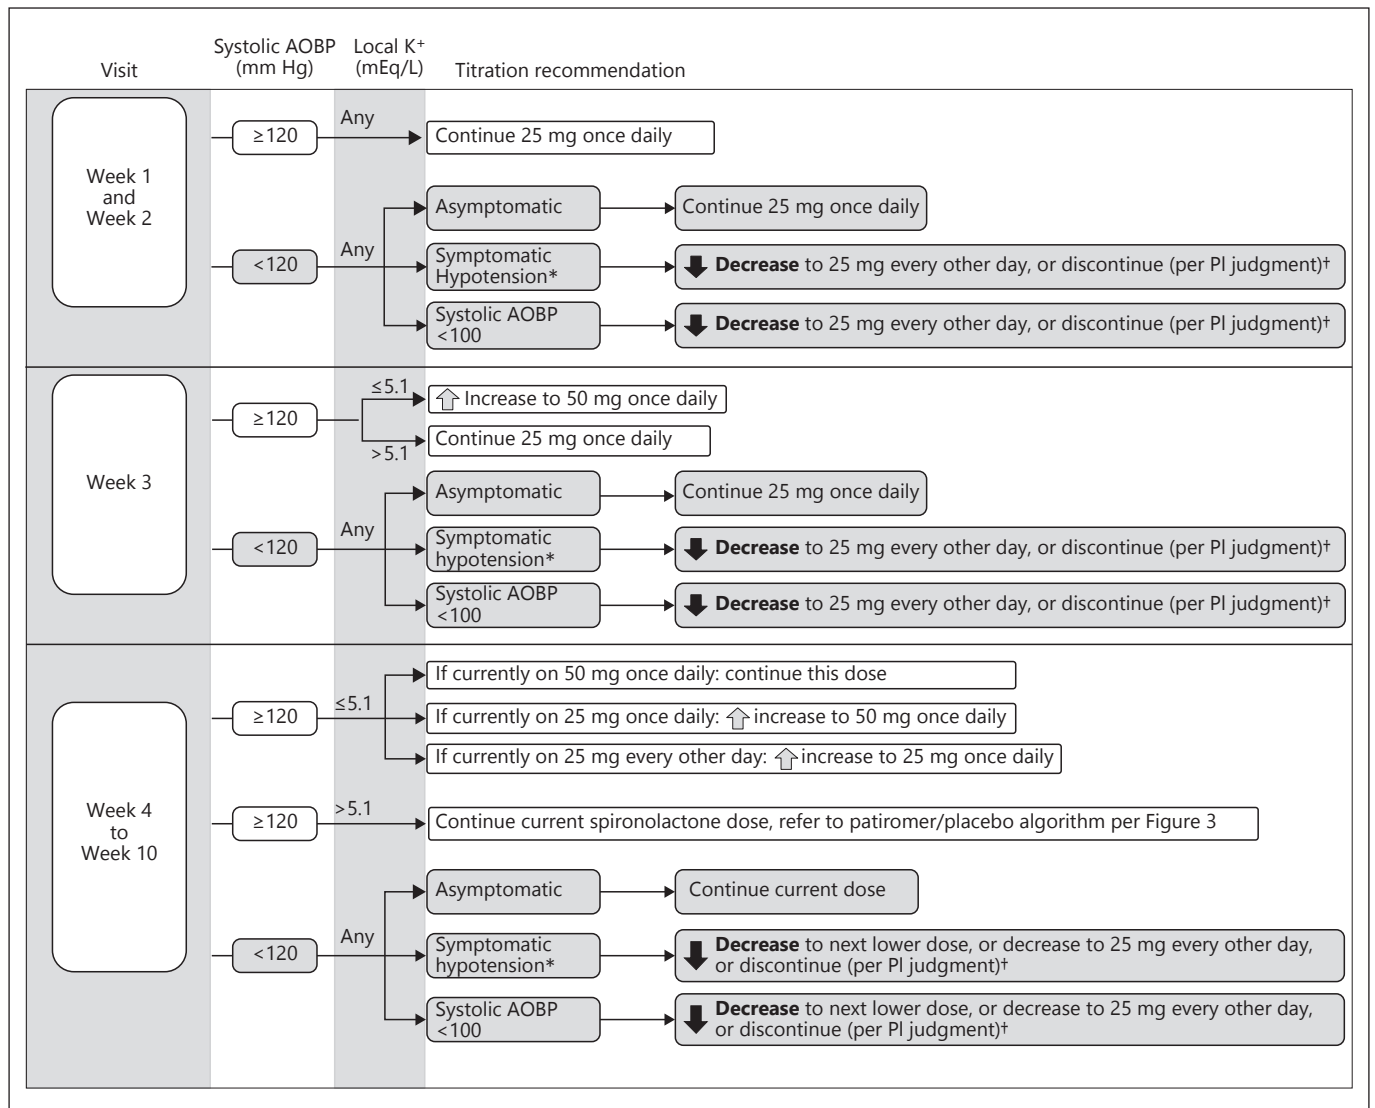 Visit
Systolic AOBP
(mm Hg)
Local K+
(mEq/L)
Titration recommendation
Week 1
and
Week 2
≥120
Any
Continue 25 mg once daily
<120
Any
Asymptomatic
Continue 25 mg once daily
Symptomatic
Hypotension*
Decrease to 25 mg every other day, or discontinue (per PI judgment)†
Systolic AOBP
<100
Decrease to 25 mg every other day, or discontinue (per PI judgment)†
Week 3
≥120
≤5.1
Increase to 50 mg once daily
>5.1
Continue 25 mg once daily
<120
Any
Asymptomatic
Continue 25 mg once daily
Symptomatic
hypotension*
Decrease to 25 mg every other day, or discontinue (per PI judgment)†
Systolic AOBP
<100
Decrease to 25 mg every other day, or discontinue (per PI judgment)†
Week 4
to
Week 10
≥120
≤5.1
If currently on 50 mg once daily: continue this dose
If currently on 25 mg once daily: increase to 50 mg once daily
If currently on 25 mg every other day: increase to 25 mg once daily
≥120
>5.1
Continue current spironolactone dose, refer to patiromer/placebo algorithm per Figure 3
<120
Any
Asymptomatic
Continue current dose
Symptomatic
hypotension*
Decrease to next lower dose, or decrease to 25 mg every other day,
or discontinue (per PI judgment)†
Systolic AOBP
<100
Decrease to next lower dose, or decrease to 25 mg every other day,
or discontinue (per PI judgment)†